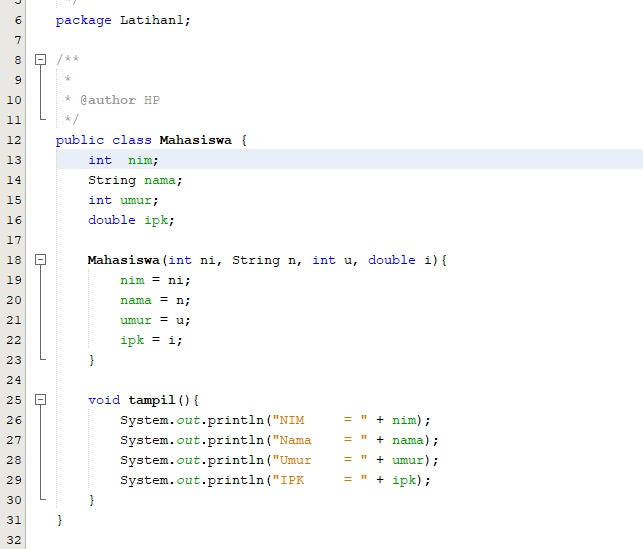 5 */
6 package Latihan1;
7
8 /**
9 *
10 * @author HP
11 */
12 public class Mahasiswa {
13 int  nim;
14 String nama;
15 int umur;
16 double ipk;
17
18 Mahasiswa(int ni, String n, int u, double i){
19 nim = ni;
20 nama = n;
21 umur = u;
22 ipk = i;
23 }
24
25 void tampil(){
26 System.out.println("NIM     = " + nim);
27 System.out.println("Nama    = " + nama);
28 System.out.println("Umur    = " + umur);
29 System.out.println("IPK     = " + ipk);
30 }
31 }
32